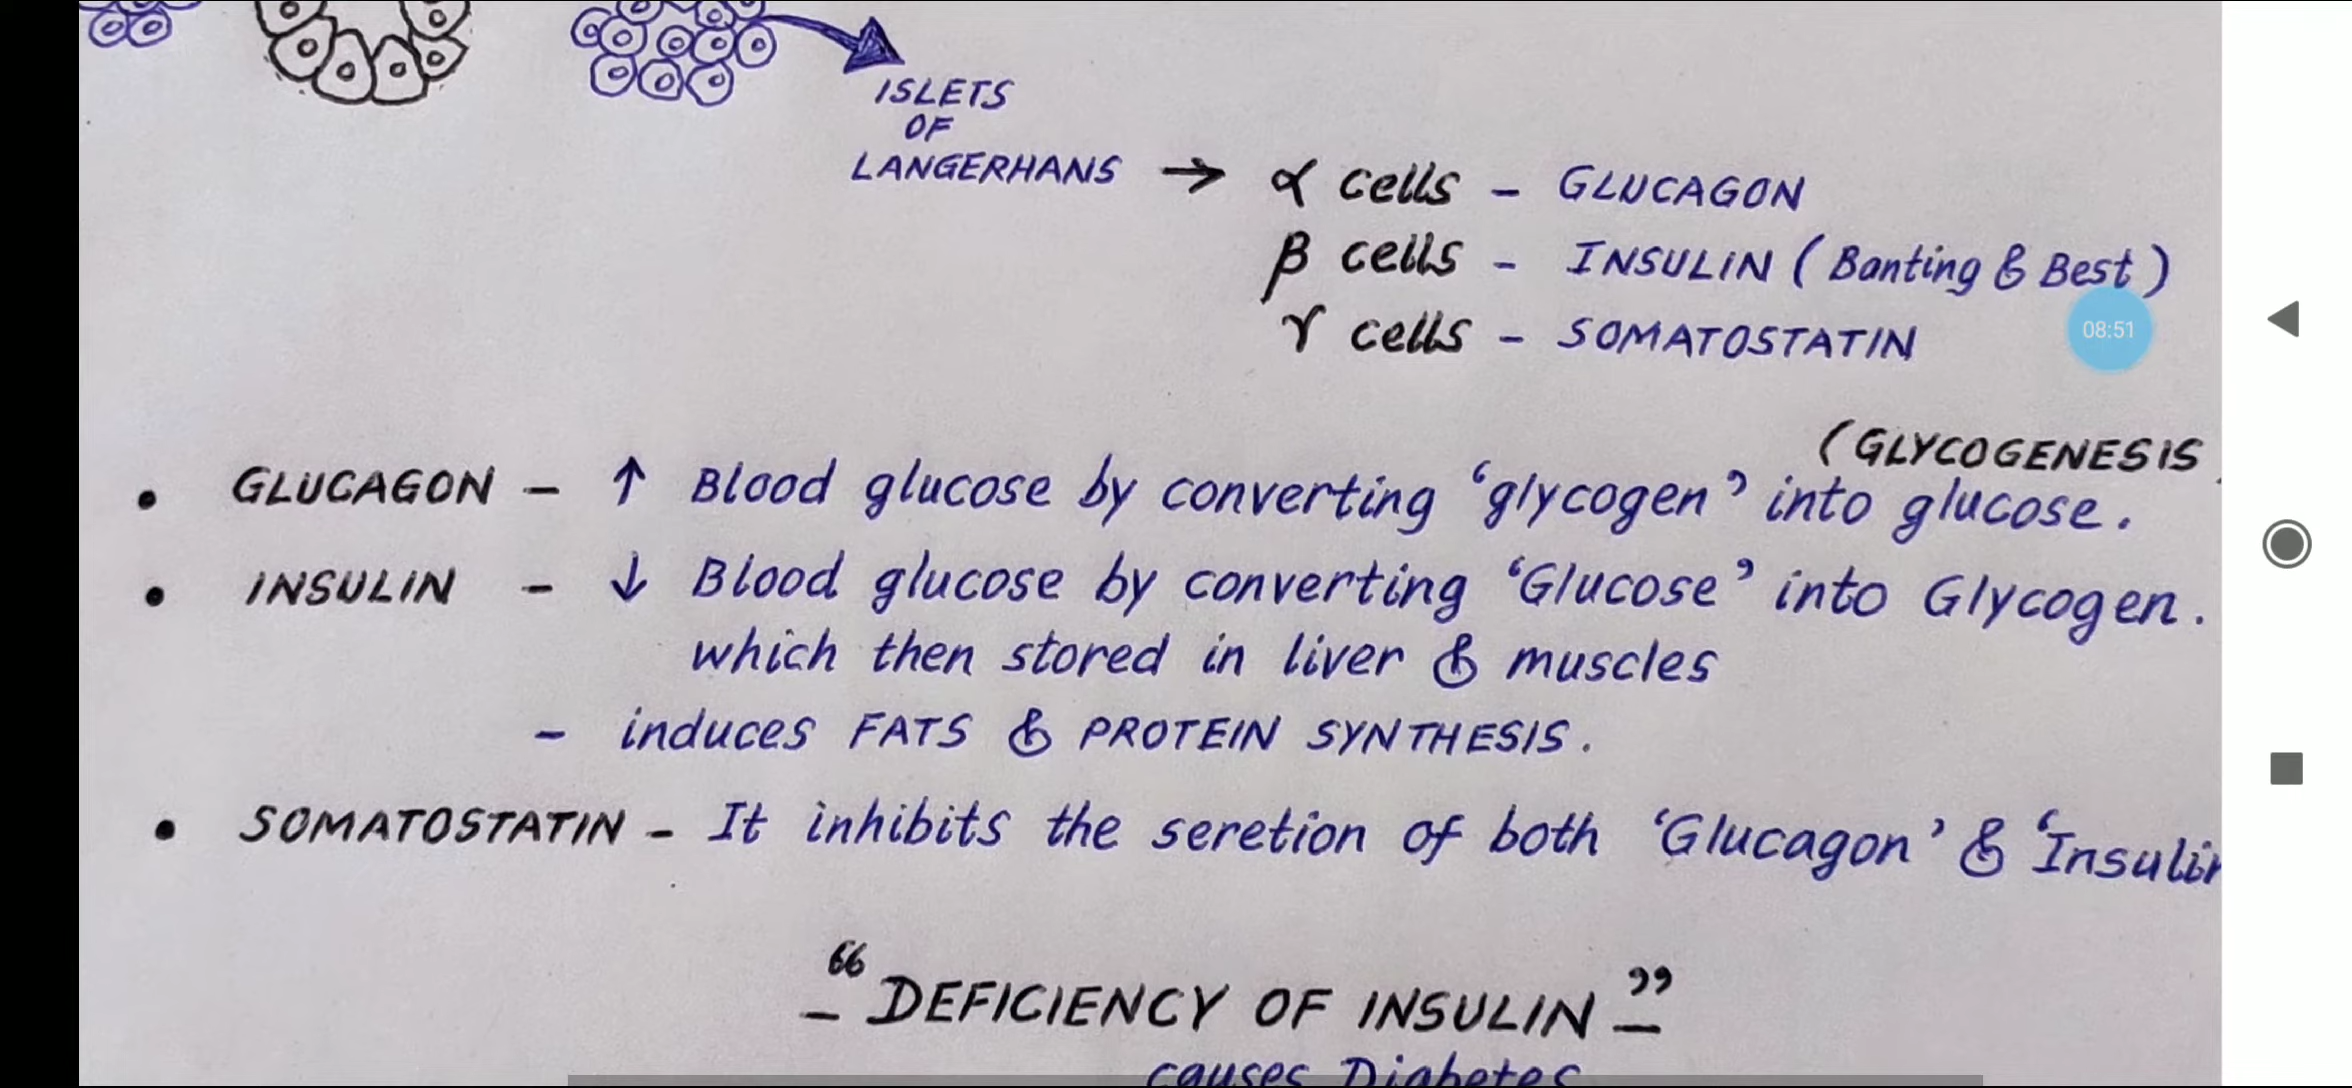 ISLETS
OF
LANGERHANS → α cells - GLUCAGON
β cells - INSULIN ( Banting & Best )
γ cells - SOMATOSTATIN
08:51
(GLYCOGENESIS
• GLUCAGON - ↑ Blood glucose by converting 'glycogen' into glucose.
• INSULIN - ↓ Blood glucose by converting 'Glucose' into Glycogen.
which then stored in liver & muscles
- induces FATS & PROTEIN SYNTHESIS.
• SOMATOSTATIN - It inhibits the seretion of both 'Glucagon' & 'Insulin
"DEFICIENCY OF INSULIN"
causes Diabetes